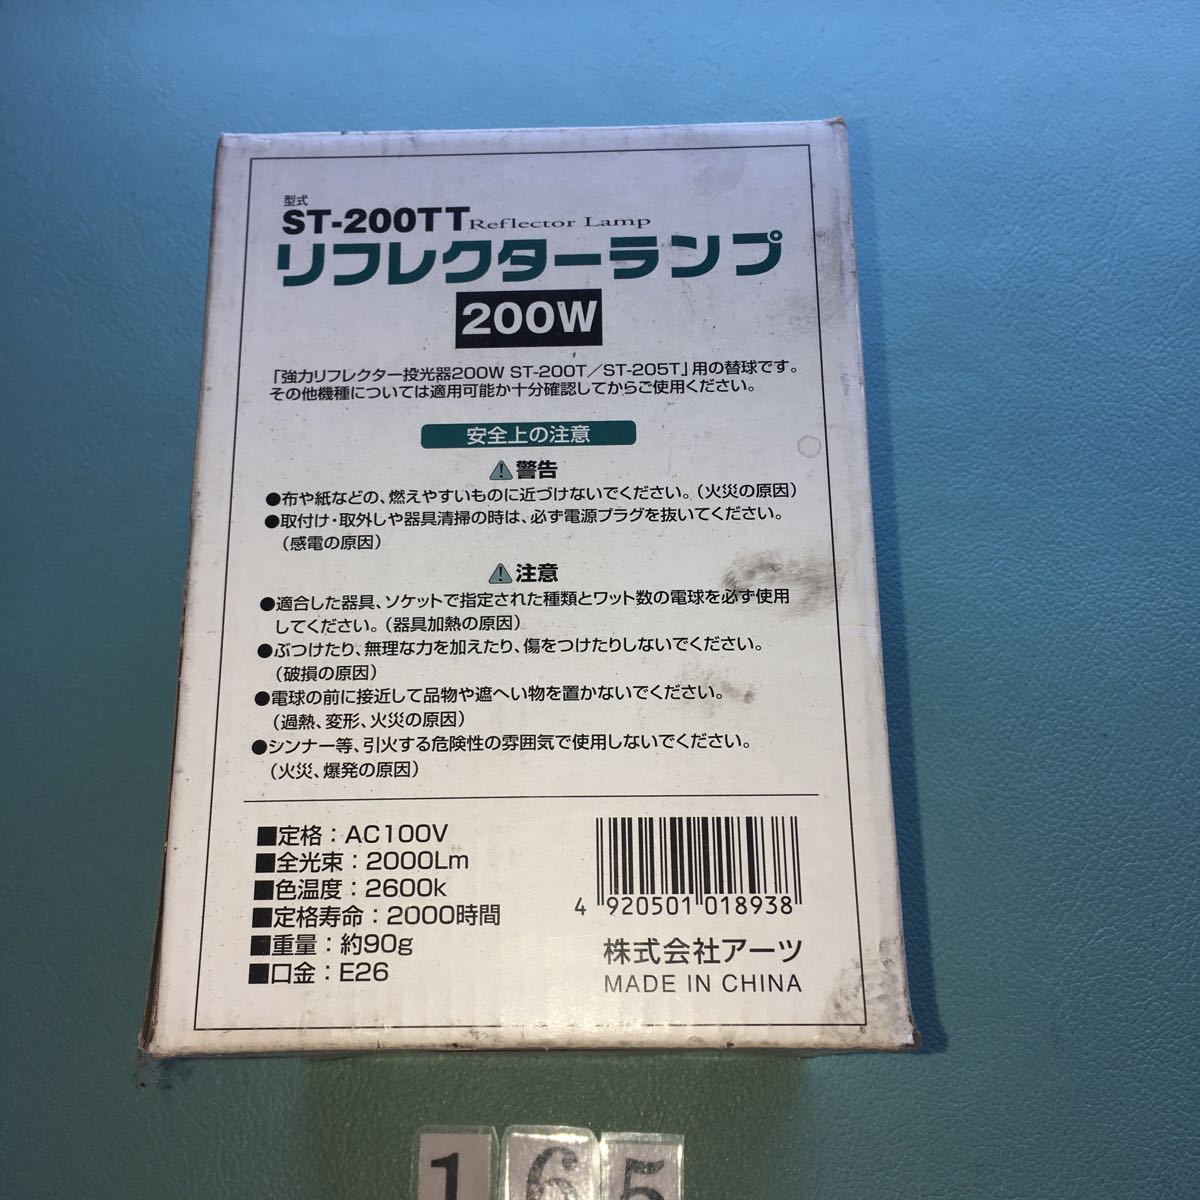 型式
ST-200TT Reflector Lamp
リフレクターランプ
200W
「強力リフレクター投光器200W ST-200T／ST-205T」用の替球です。
その他機種については適用可能か十分確認してからご使用ください。
安全上の注意
警告
●布や紙などの、燃えやすいものに近づけないでください。(火災の原因)
●取付け・取外しや器具清掃の時は、必ず電源プラグを抜いてください。
(感電の原因)
注意
●適合した器具、ソケットで指定された種類とワット数の電球を必ず使用
してください。(器具加熱の原因)
●ぶつけたり、無理な力を加えたり、傷をつけたりしないでください。
(破損の原因)
●電球の前に接近して品物や遮へい物を置かないでください。
(過熱、変形、火災の原因)
●シンナー等、引火する危険性の雰囲気で使用しないでください。
(火災、爆発の原因)
■定格：AC100V
■全光束：2000Lm
■色温度：2600k
■定格寿命：2000時間
■重量：約90g
■口金：E26
4 920501 018938
株式会社アーツ
MADE IN CHINA
165